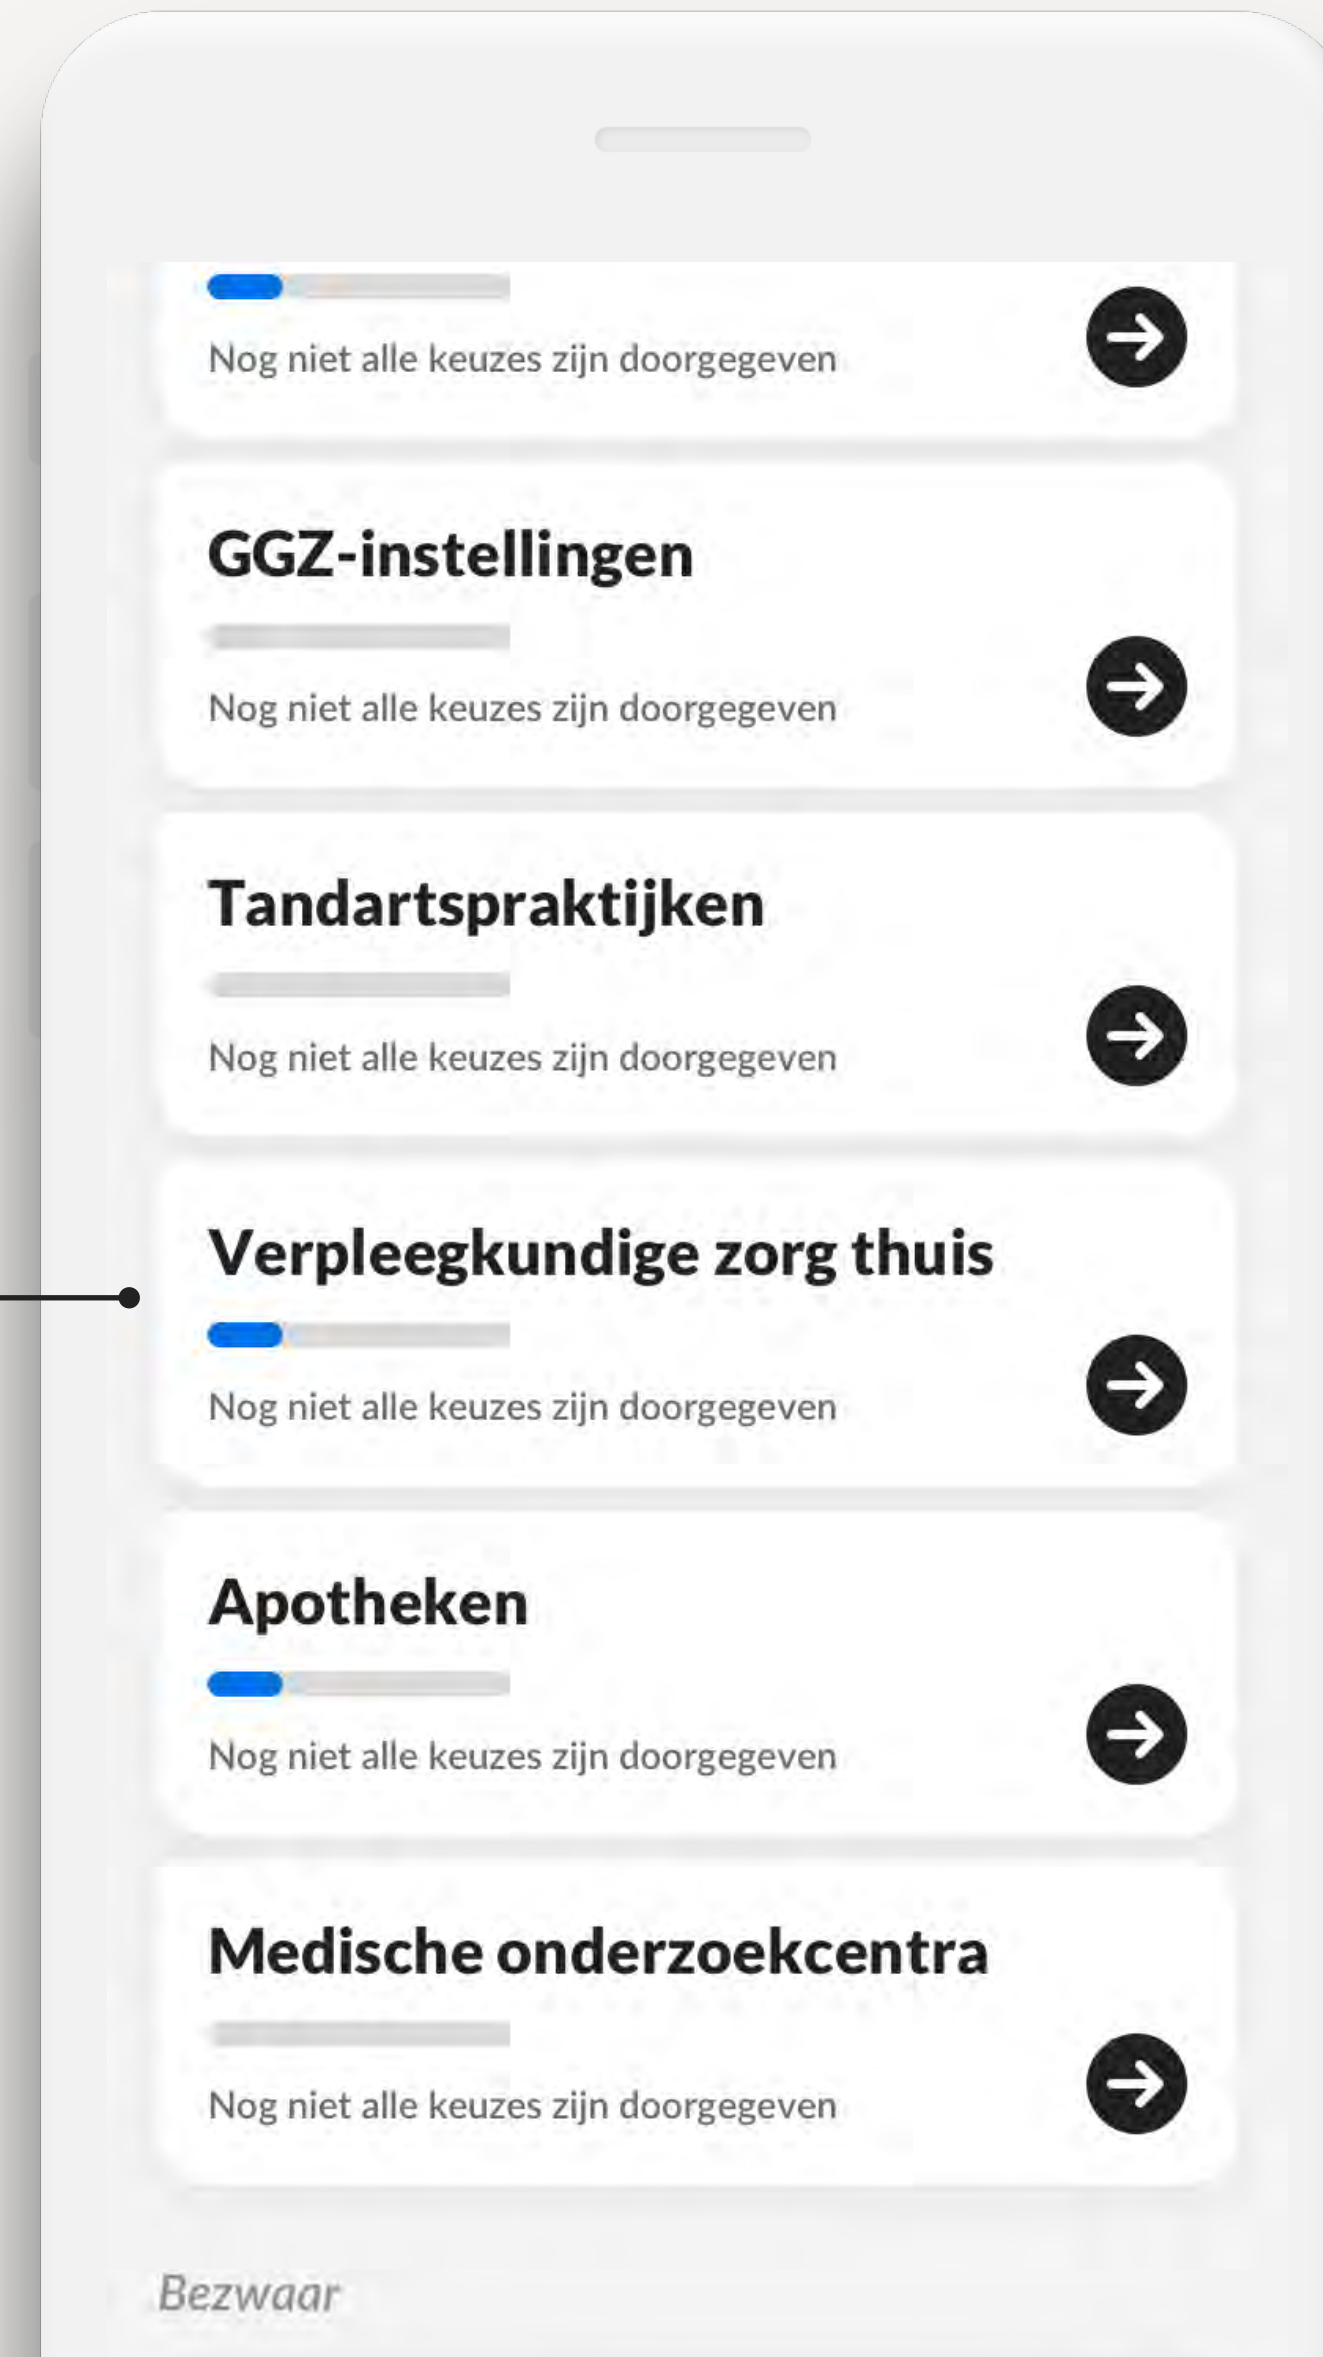 Nog niet alle keuzes zijn doorgegeven
GGZ-instellingen
Nog niet alle keuzes zijn doorgegeven
Tandartspraktijken
Nog niet alle keuzes zijn doorgegeven
Verpleegkundige zorg thuis
Nog niet alle keuzes zijn doorgegeven
Apotheken
Nog niet alle keuzes zijn doorgegeven
Medische onderzoekcentra
Nog niet alle keuzes zijn doorgegeven
Bezwaar